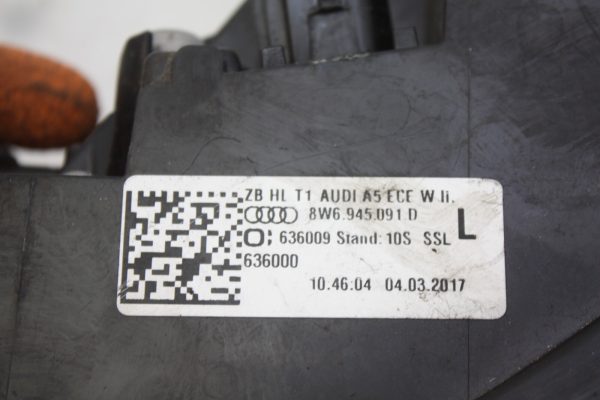 ZB HL T1 AUDI A5 ECE W.li.
8W6.945.091 D
L
636009 Stand: 10S SSL
636000
10.46.04 04.03.2017